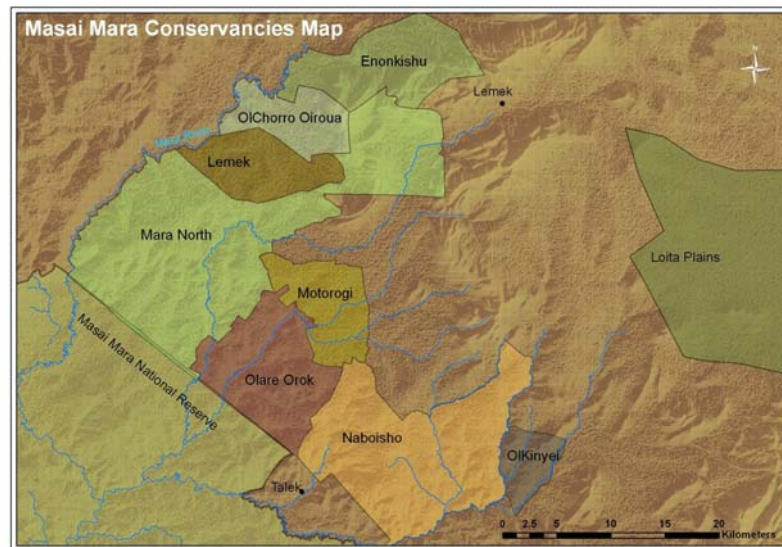 Masai Mara Conservancies Map
N
Enonkishu
Lemek
OlChorro Oiroua
Mara River
Lemek
Mara North
Loita Plains
Motorogi
Masai Mara National Reserve
Olare Orok
Naboisho
OlKinyei
Talek
0 2.5 5 10 15 20
Kilometers